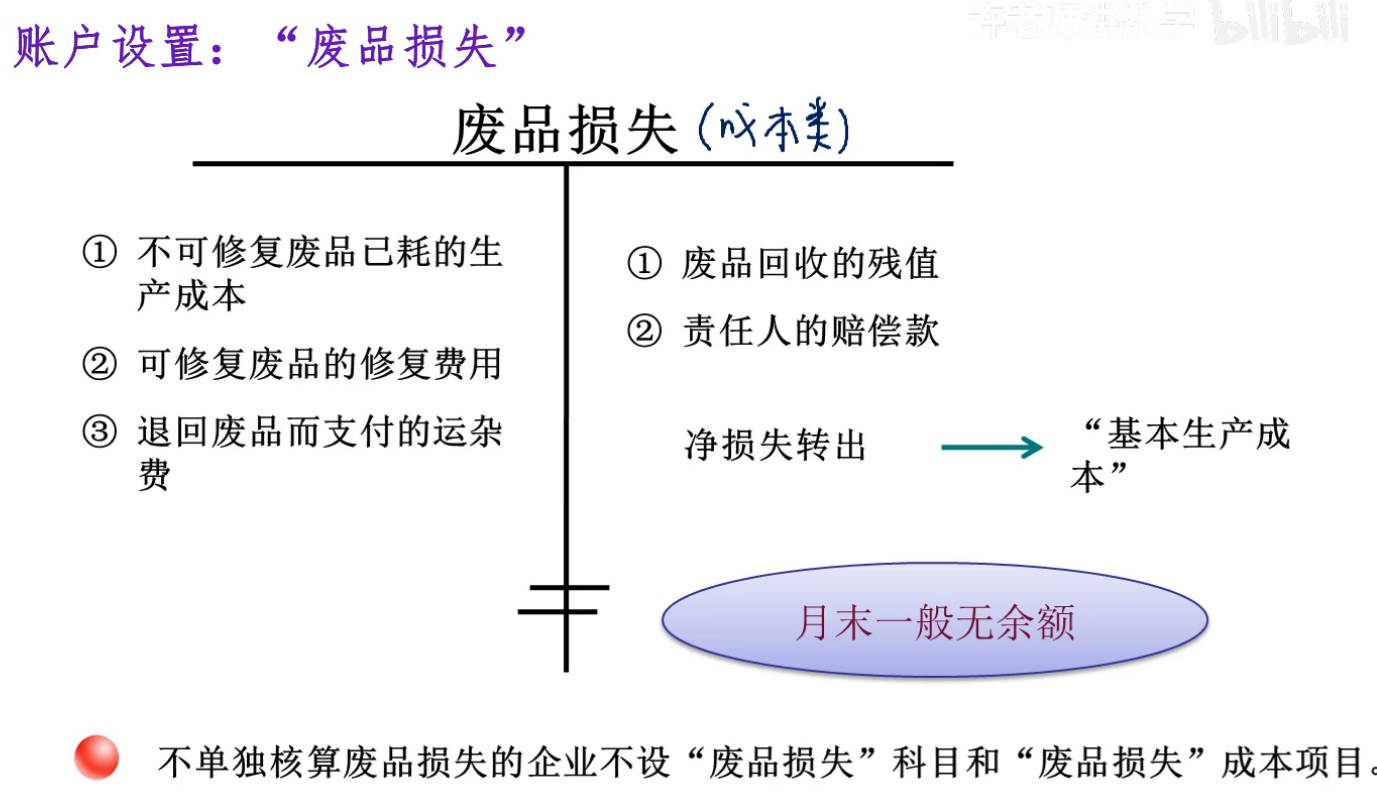 许老师讲数学 bilibili
账户设置：“废品损失”
废品损失（成本类）
① 不可修复废品已耗的生
产成本
② 可修复废品的修复费用
③ 退回废品而支付的运杂
费
① 废品回收的残值
② 责任人的赔偿款
净损失转出
“基本生产成
本”
月末一般无余额
不单独核算废品损失的企业不设“废品损失”科目和“废品损失”成本项目。